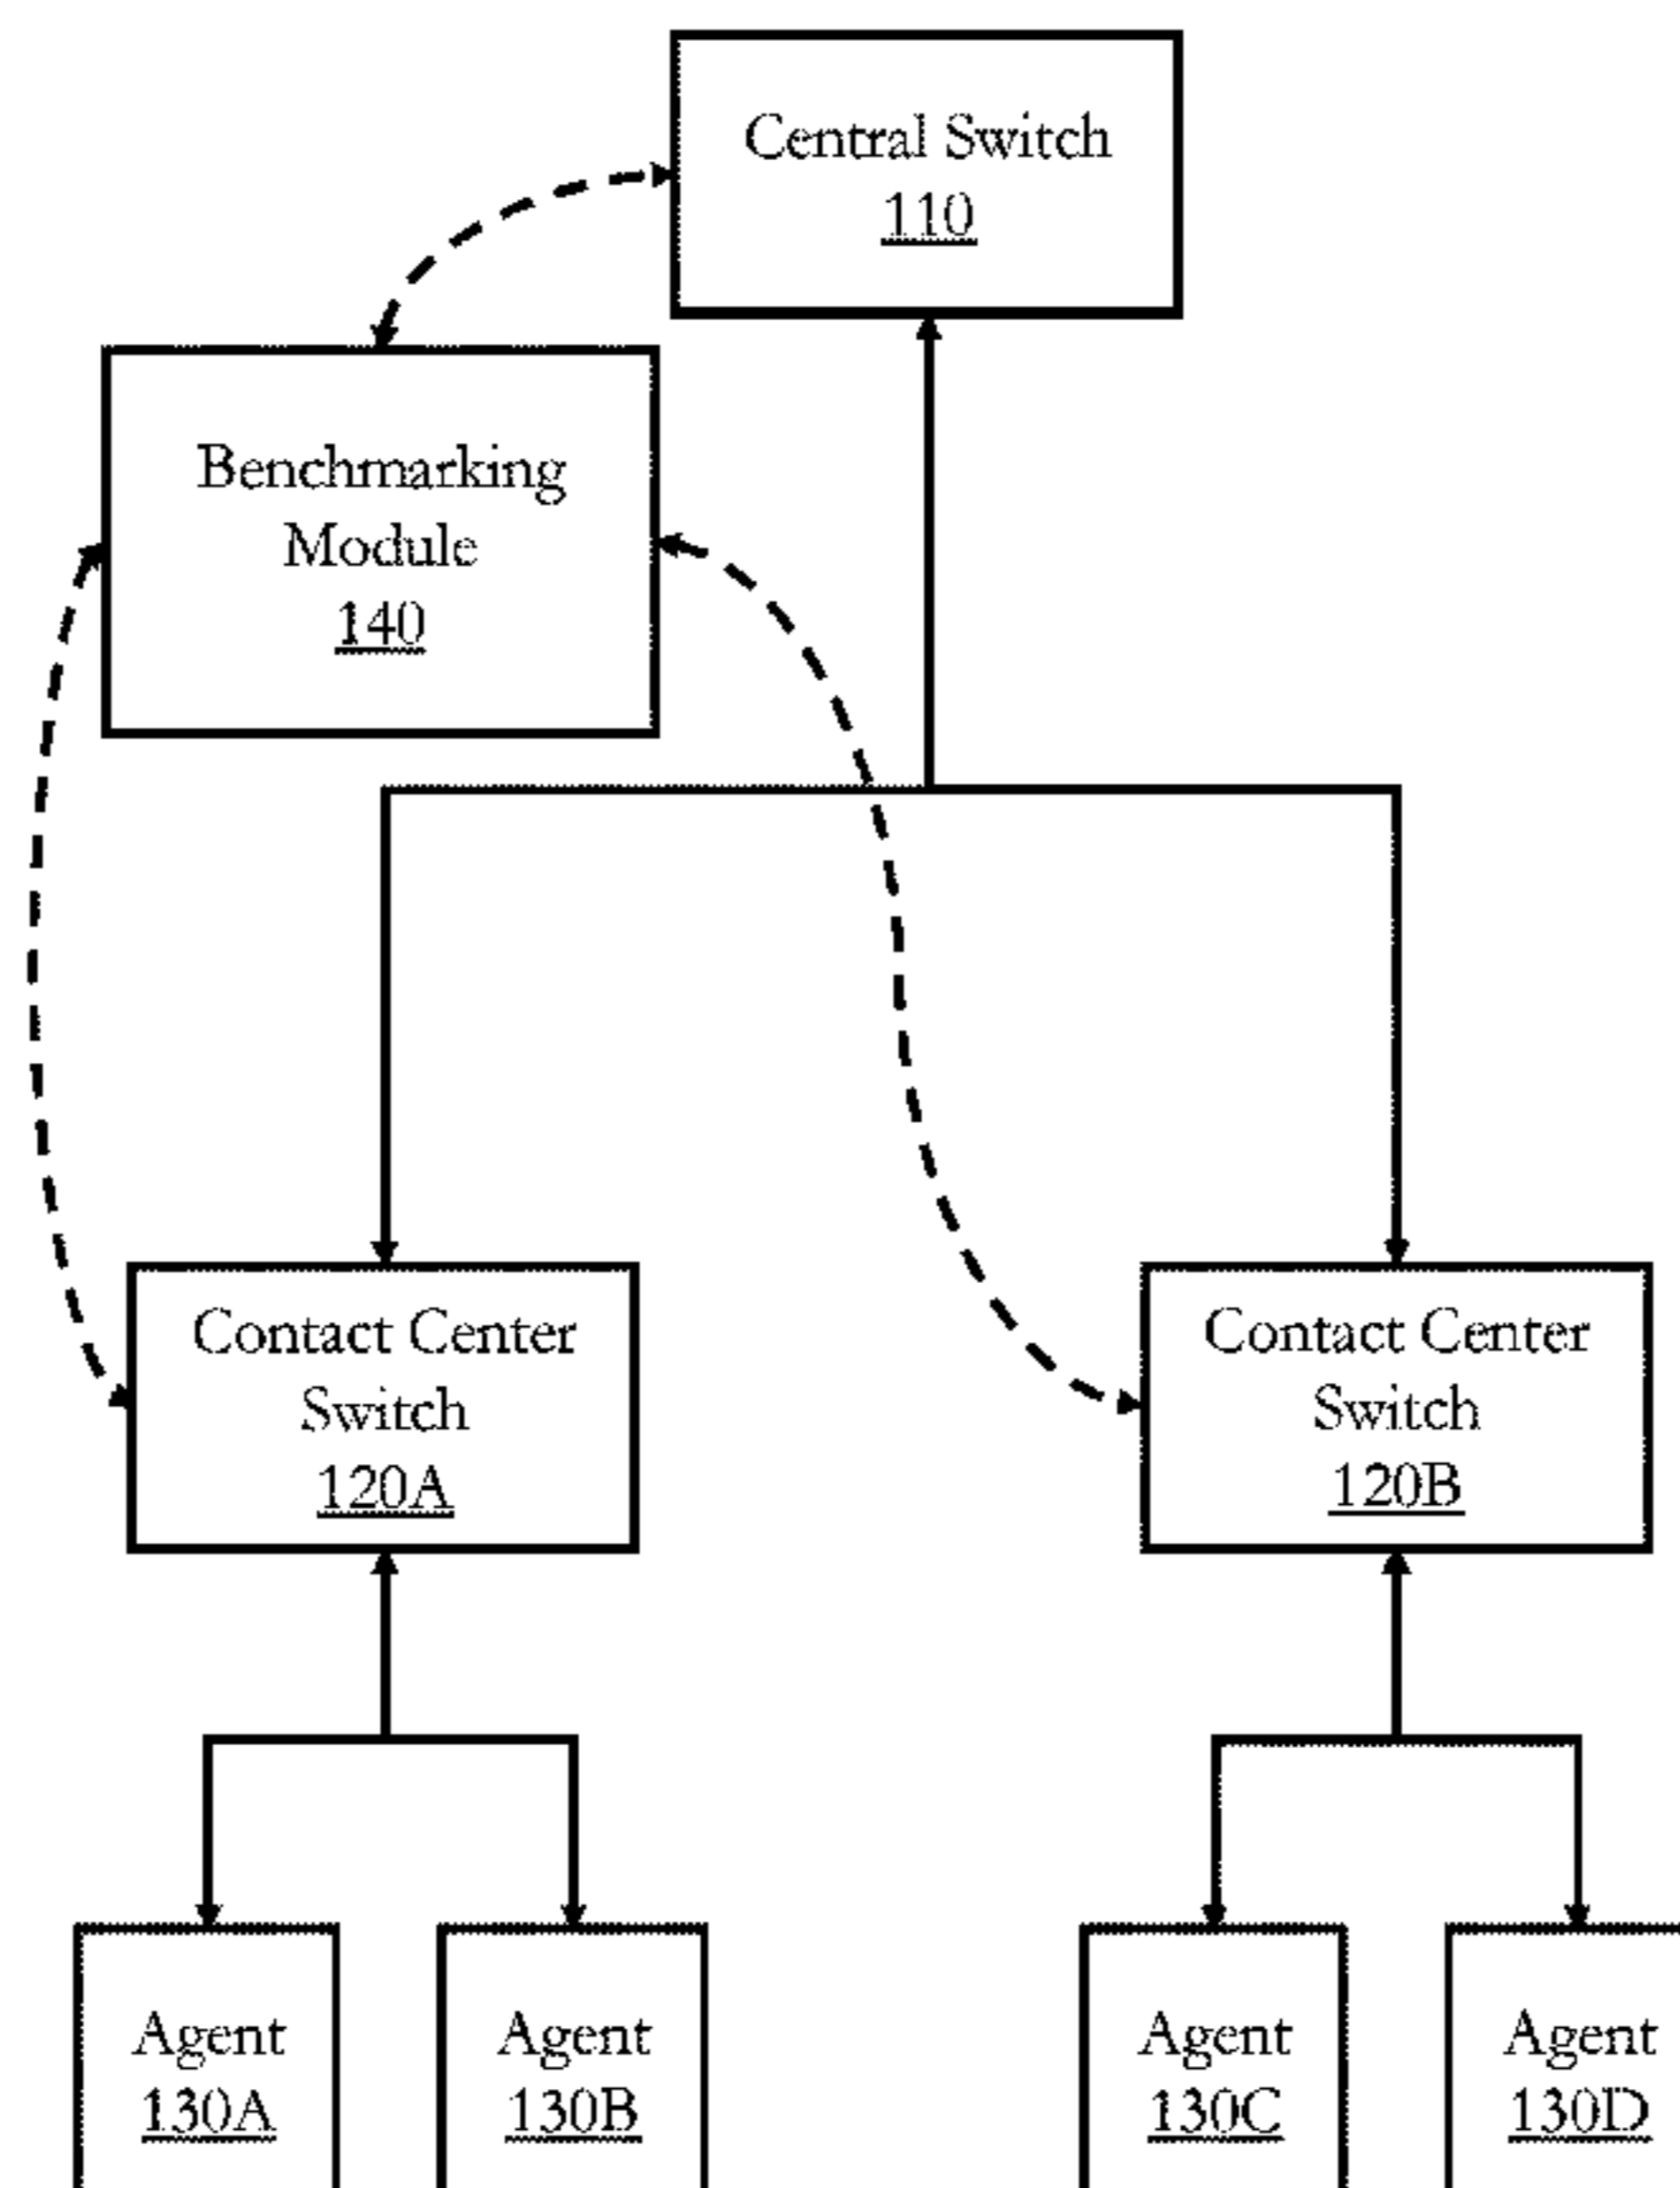 Central Switch
110
Benchmarking
Module
140
Contact Center
Switch
120A
Contact Center
Switch
120B
Agent
130A
Agent
130B
Agent
130C
Agent
130D